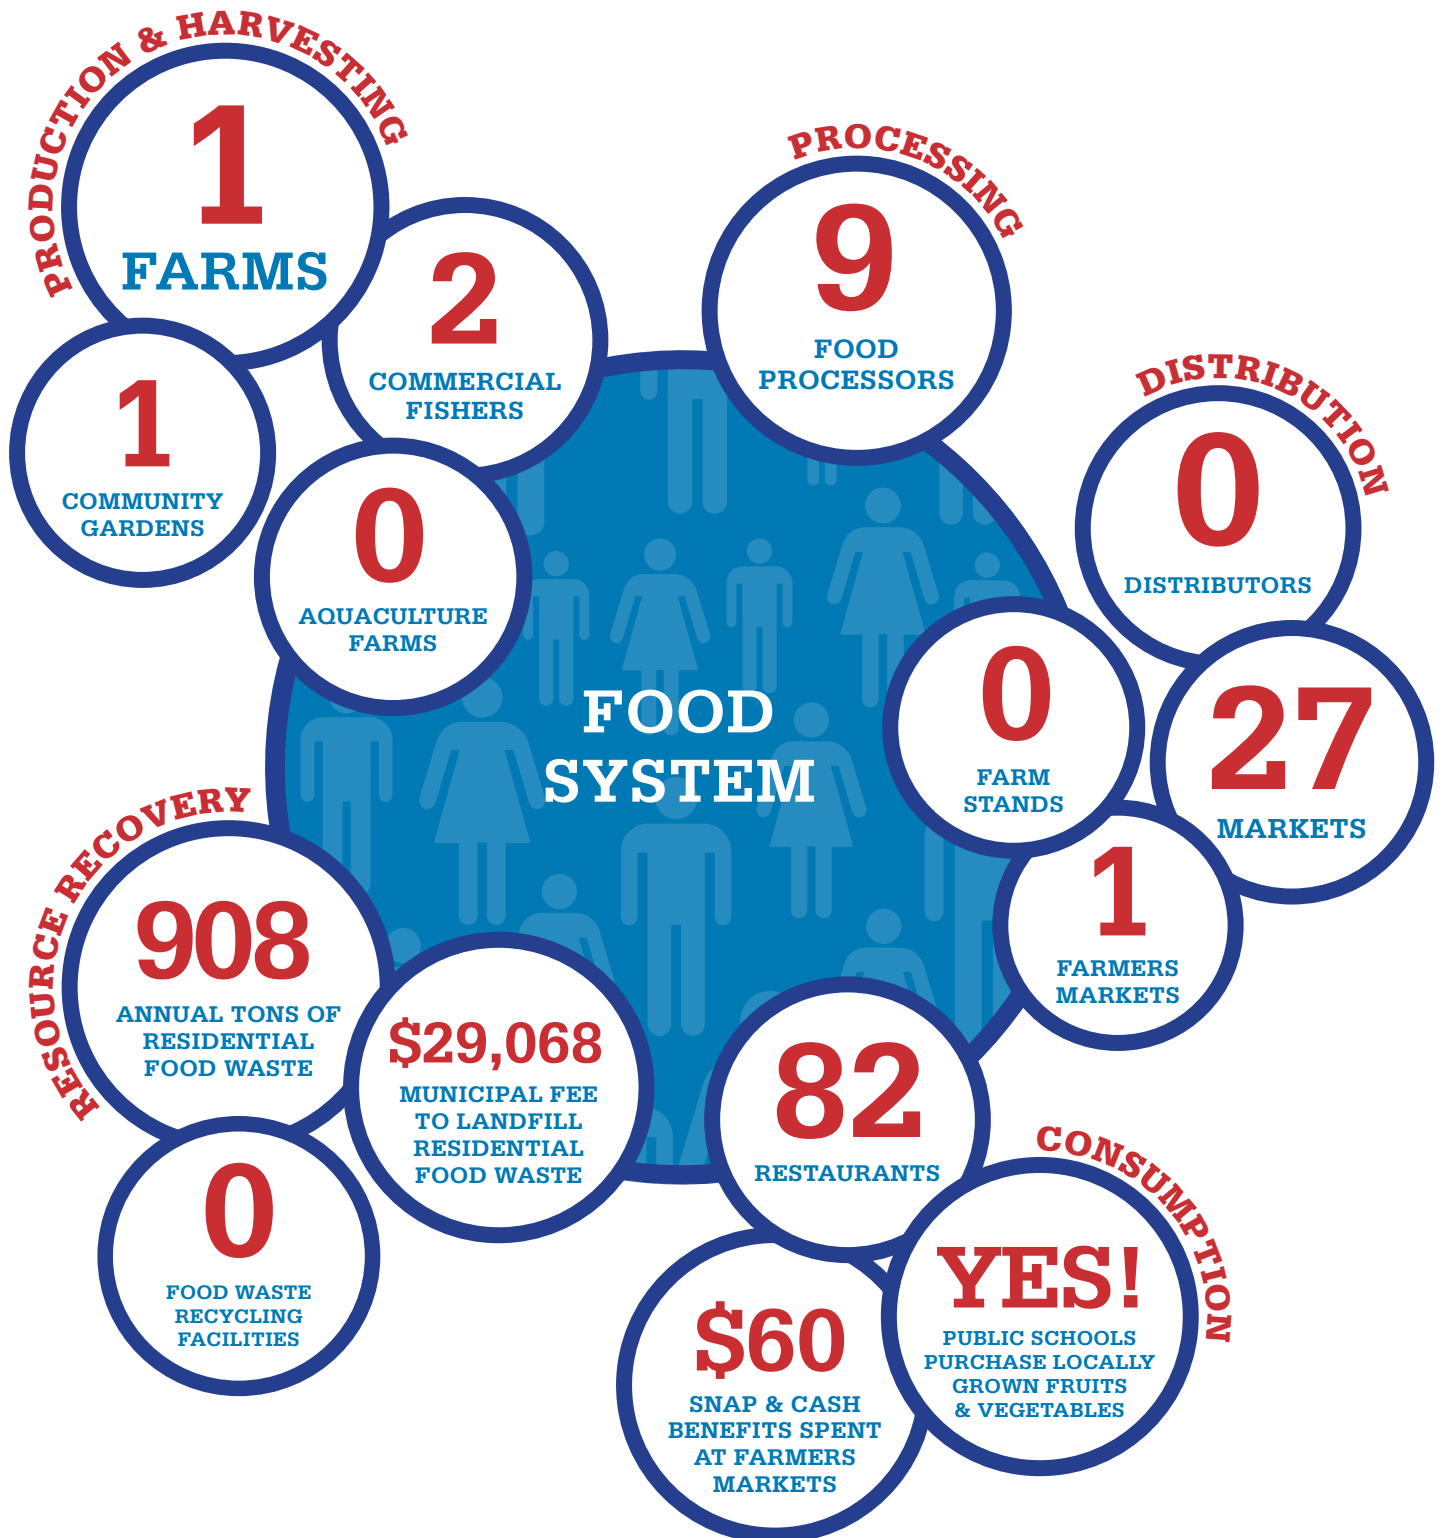 PRODUCTION & HARVESTING
1
FARMS
2
COMMERCIAL
FISHERS
1
COMMUNITY
GARDENS
0
AQUACULTURE
FARMS
PROCESSING
9
FOOD
PROCESSORS
DISTRIBUTION
0
DISTRIBUTORS
0
FARM
STANDS
27
MARKETS
1
FARMERS
MARKETS
FOOD
SYSTEM
RESOURCE RECOVERY
908
ANNUAL TONS OF
RESIDENTIAL
FOOD WASTE
$29,068
MUNICIPAL FEE
TO LANDFILL
RESIDENTIAL
FOOD WASTE
0
FOOD WASTE
RECYCLING
FACILITIES
82
RESTAURANTS
CONSUMPTION
YES!
PUBLIC SCHOOLS
PURCHASE LOCALLY
GROWN FRUITS
& VEGETABLES
$60
SNAP & CASH
BENEFITS SPENT
AT FARMERS
MARKETS